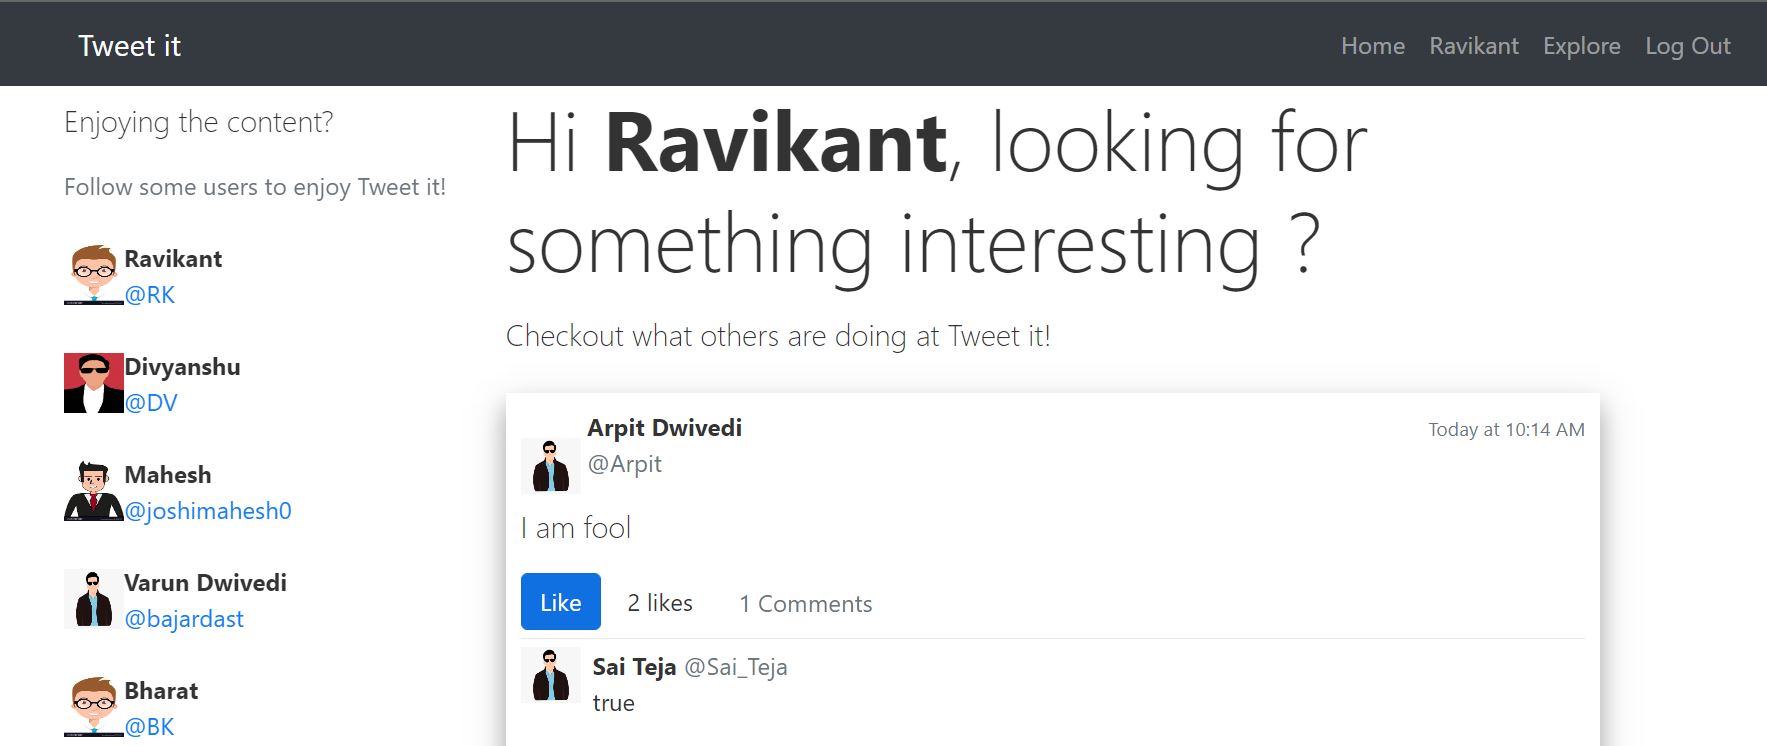 Tweet it
Home Ravikant Explore Log Out
Enjoying the content?
Follow some users to enjoy Tweet it!
Ravikant
@RK
Divyanshu
@DV
Mahesh
@joshimahesh0
Varun Dwivedi
@bajardast
Bharat
@BK
Hi Ravikant, looking for
something interesting ?
Checkout what others are doing at Tweet it!
Arpit Dwivedi
Today at 10:14 AM
@Arpit
I am fool
Like 2 likes 1 Comments
Sai Teja @Sai_Teja
true